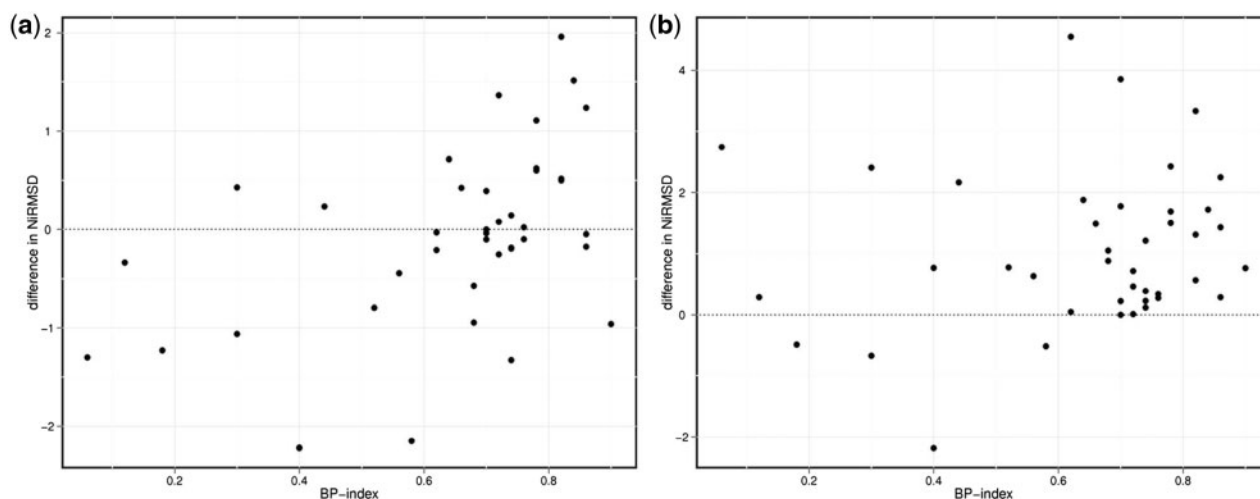 (a)
2
1
0
−1
−2
difference in NiRMSD
0.2 0.4 0.6 0.8
BP−index
(b)
4
2
0
−2
difference in NiRMSD
0.2 0.4 0.6 0.8
BP−index